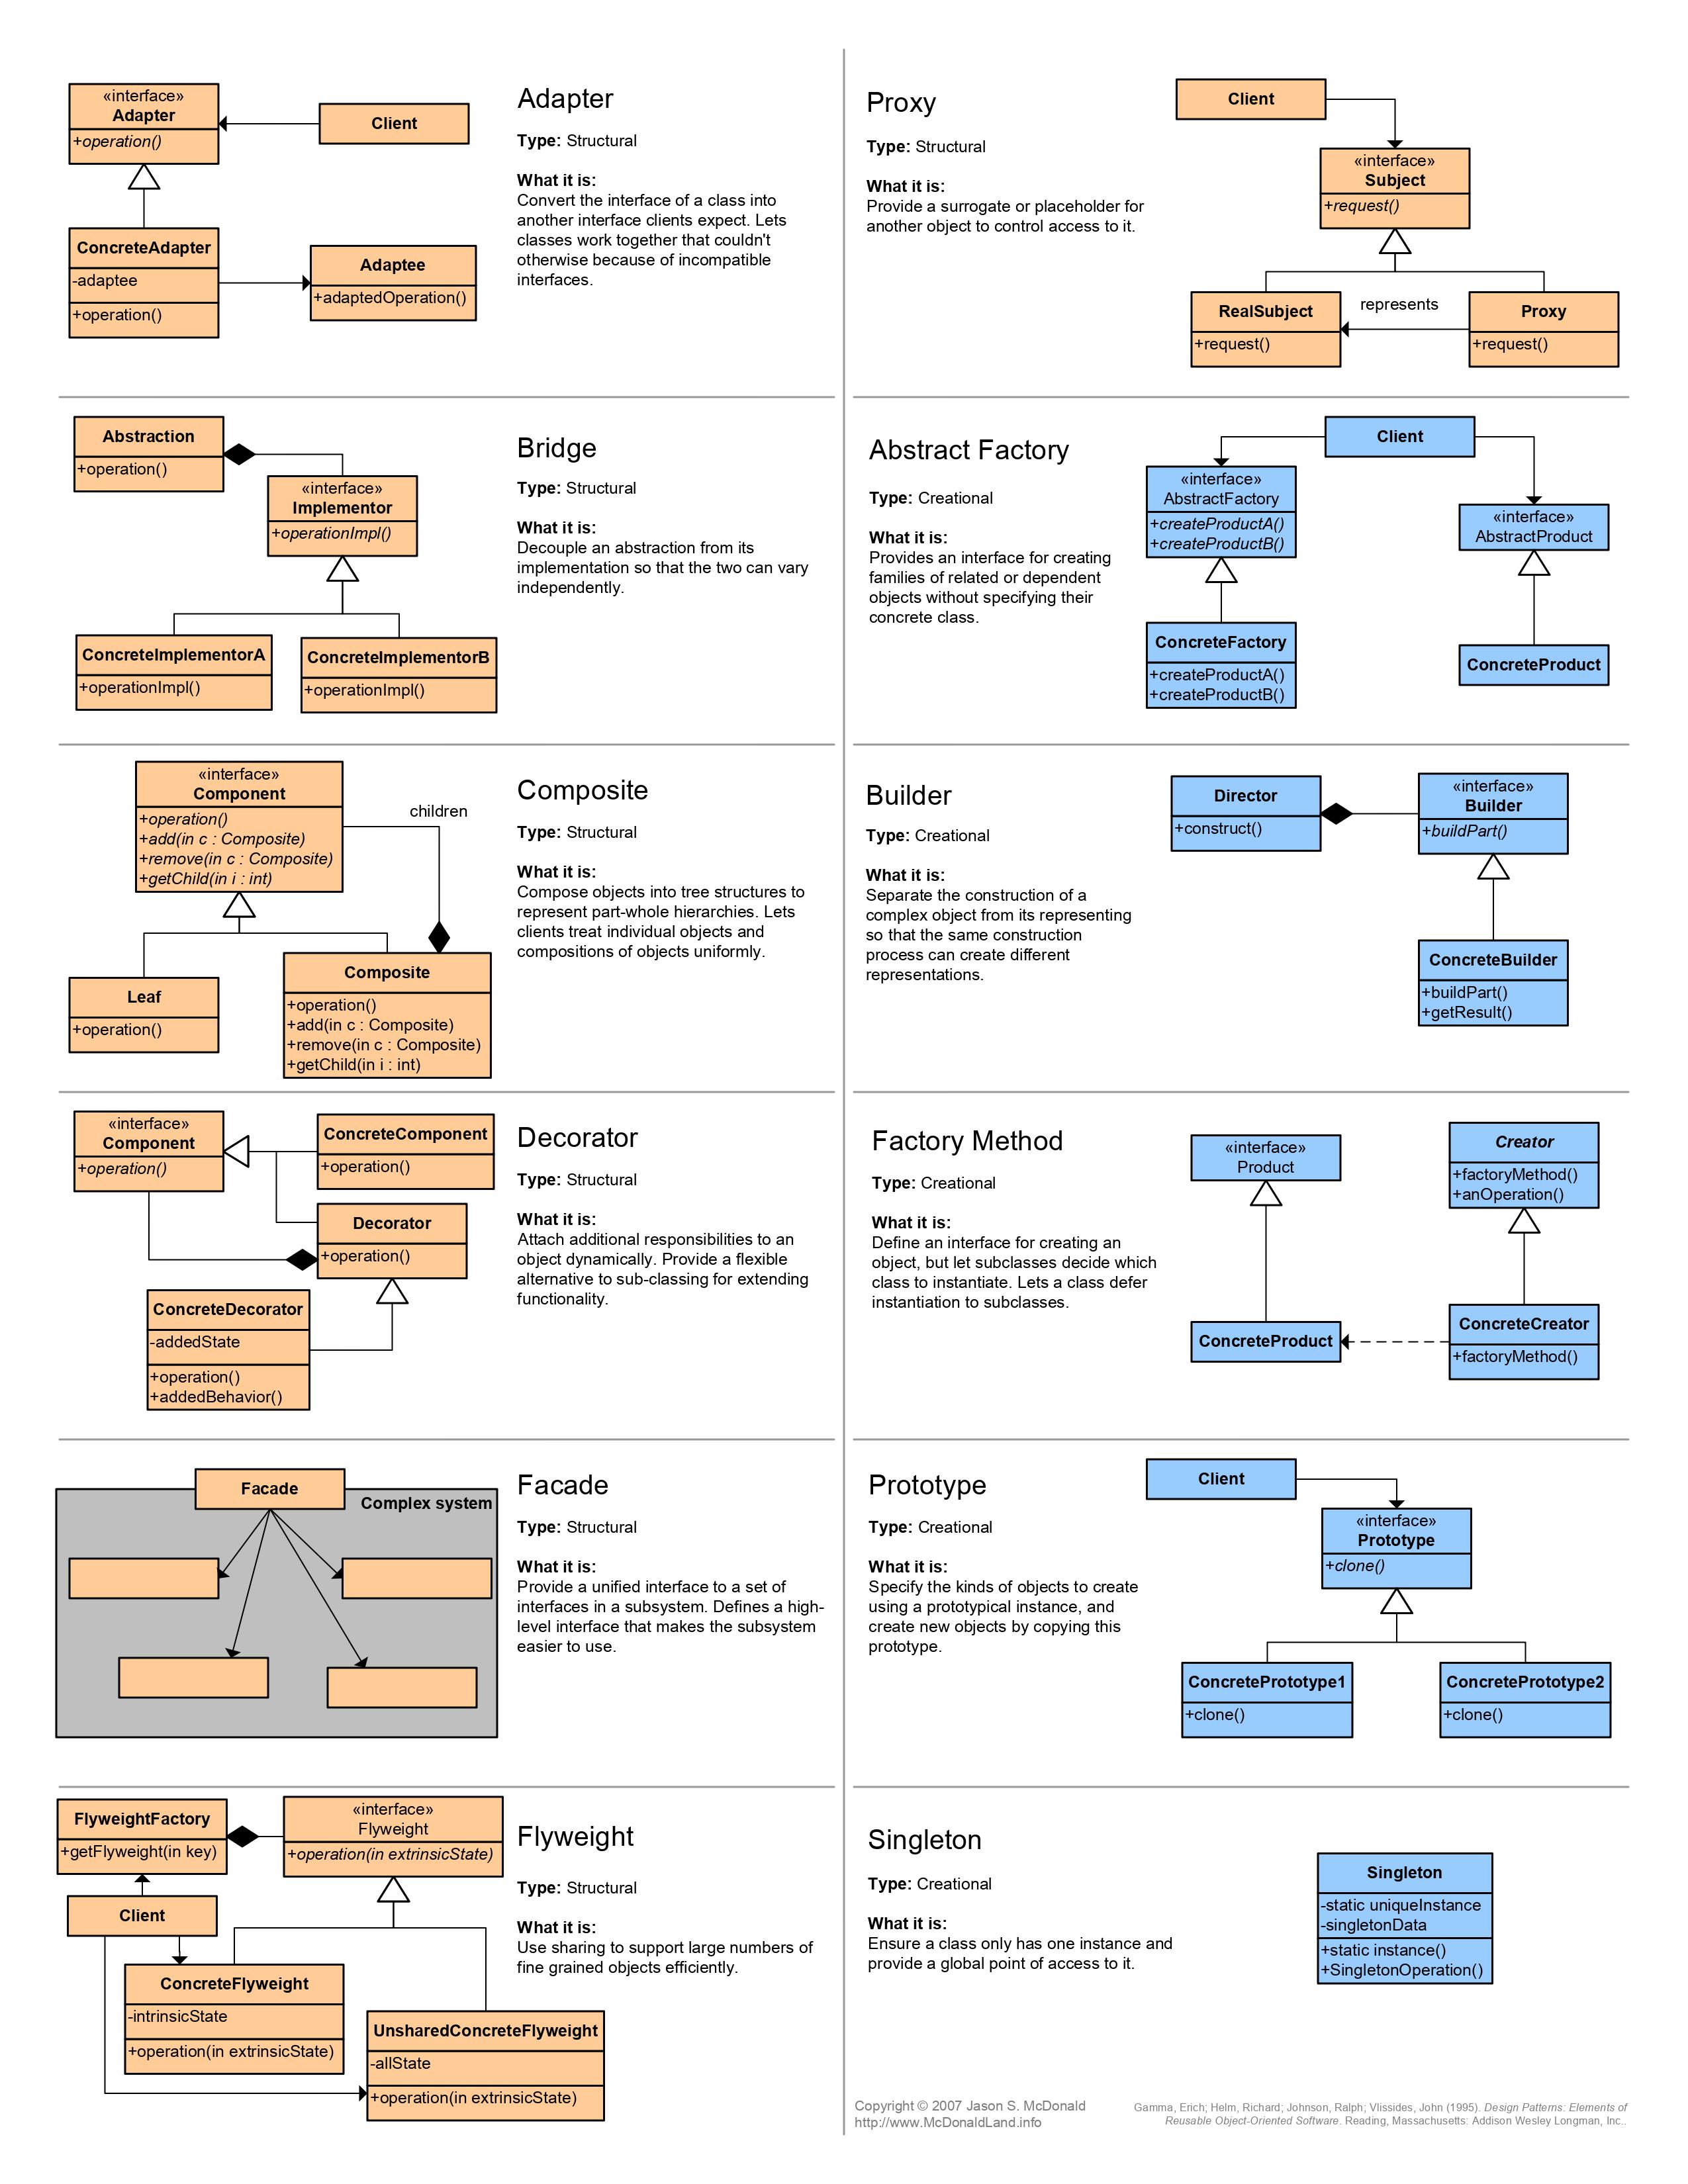 «interface»
Adapter
+operation()
Client
ConcreteAdapter
-adaptee
+operation()
Adaptee
+adaptedOperation()
Adapter
Type: Structural
What it is:
Convert the interface of a class into
another interface clients expect. Lets
classes work together that couldn't
otherwise because of incompatible
interfaces.
Abstraction
+operation()
«interface»
Implementor
+operationImpl()
ConcreteImplementorA
+operationImpl()
ConcreteImplementorB
+operationImpl()
Bridge
Type: Structural
What it is:
Decouple an abstraction from its
implementation so that the two can vary
independently.
«interface»
Component
+operation()
+add(in c : Composite)
+remove(in c : Composite)
+getChild(in i : int)
children
Leaf
+operation()
Composite
+operation()
+add(in c : Composite)
+remove(in c : Composite)
+getChild(in i : int)
Composite
Type: Structural
What it is:
Compose objects into tree structures to
represent part-whole hierarchies. Lets
clients treat individual objects and
compositions of objects uniformly.
«interface»
Component
+operation()
ConcreteComponent
+operation()
Decorator
+operation()
ConcreteDecorator
-addedState
+operation()
+addedBehavior()
Decorator
Type: Structural
What it is:
Attach additional responsibilities to an
object dynamically. Provide a flexible
alternative to sub-classing for extending
functionality.
Facade
Complex system
Facade
Type: Structural
What it is:
Provide a unified interface to a set of
interfaces in a subsystem. Defines a high-
level interface that makes the subsystem
easier to use.
FlyweightFactory
+getFlyweight(in key)
«interface»
Flyweight
+operation(in extrinsicState)
Client
ConcreteFlyweight
-intrinsicState
+operation(in extrinsicState)
UnsharedConcreteFlyweight
-allState
+operation(in extrinsicState)
Flyweight
Type: Structural
What it is:
Use sharing to support large numbers of
fine grained objects efficiently.
Proxy
Type: Structural
What it is:
Provide a surrogate or placeholder for
another object to control access to it.
Client
«interface»
Subject
+request()
RealSubject
+request()
represents
Proxy
+request()
Abstract Factory
Type: Creational
What it is:
Provides an interface for creating
families of related or dependent
objects without specifying their
concrete class.
Client
«interface»
AbstractFactory
+createProductA()
+createProductB()
«interface»
AbstractProduct
ConcreteFactory
+createProductA()
+createProductB()
ConcreteProduct
Builder
Type: Creational
What it is:
Separate the construction of a
complex object from its representing
so that the same construction
process can create different
representations.
Director
+construct()
«interface»
Builder
+buildPart()
ConcreteBuilder
+buildPart()
+getResult()
Factory Method
Type: Creational
What it is:
Define an interface for creating an
object, but let subclasses decide which
class to instantiate. Lets a class defer
instantiation to subclasses.
«interface»
Product
Creator
+factoryMethod()
+anOperation()
ConcreteProduct
ConcreteCreator
+factoryMethod()
Prototype
Type: Creational
What it is:
Specify the kinds of objects to create
using a prototypical instance, and
create new objects by copying this
prototype.
Client
«interface»
Prototype
+clone()
ConcretePrototype1
+clone()
ConcretePrototype2
+clone()
Singleton
Type: Creational
What it is:
Ensure a class only has one instance and
provide a global point of access to it.
Singleton
-static uniqueInstance
-singletonData
+static instance()
+SingletonOperation()
Copyright © 2007 Jason S. McDonald
http://www.McDonaldLand.info
Gamma, Erich; Helm, Richard; Johnson, Ralph; Vlissides, John (1995). Design Patterns: Elements of
Reusable Object-Oriented Software. Reading, Massachusetts: Addison Wesley Longman, Inc..